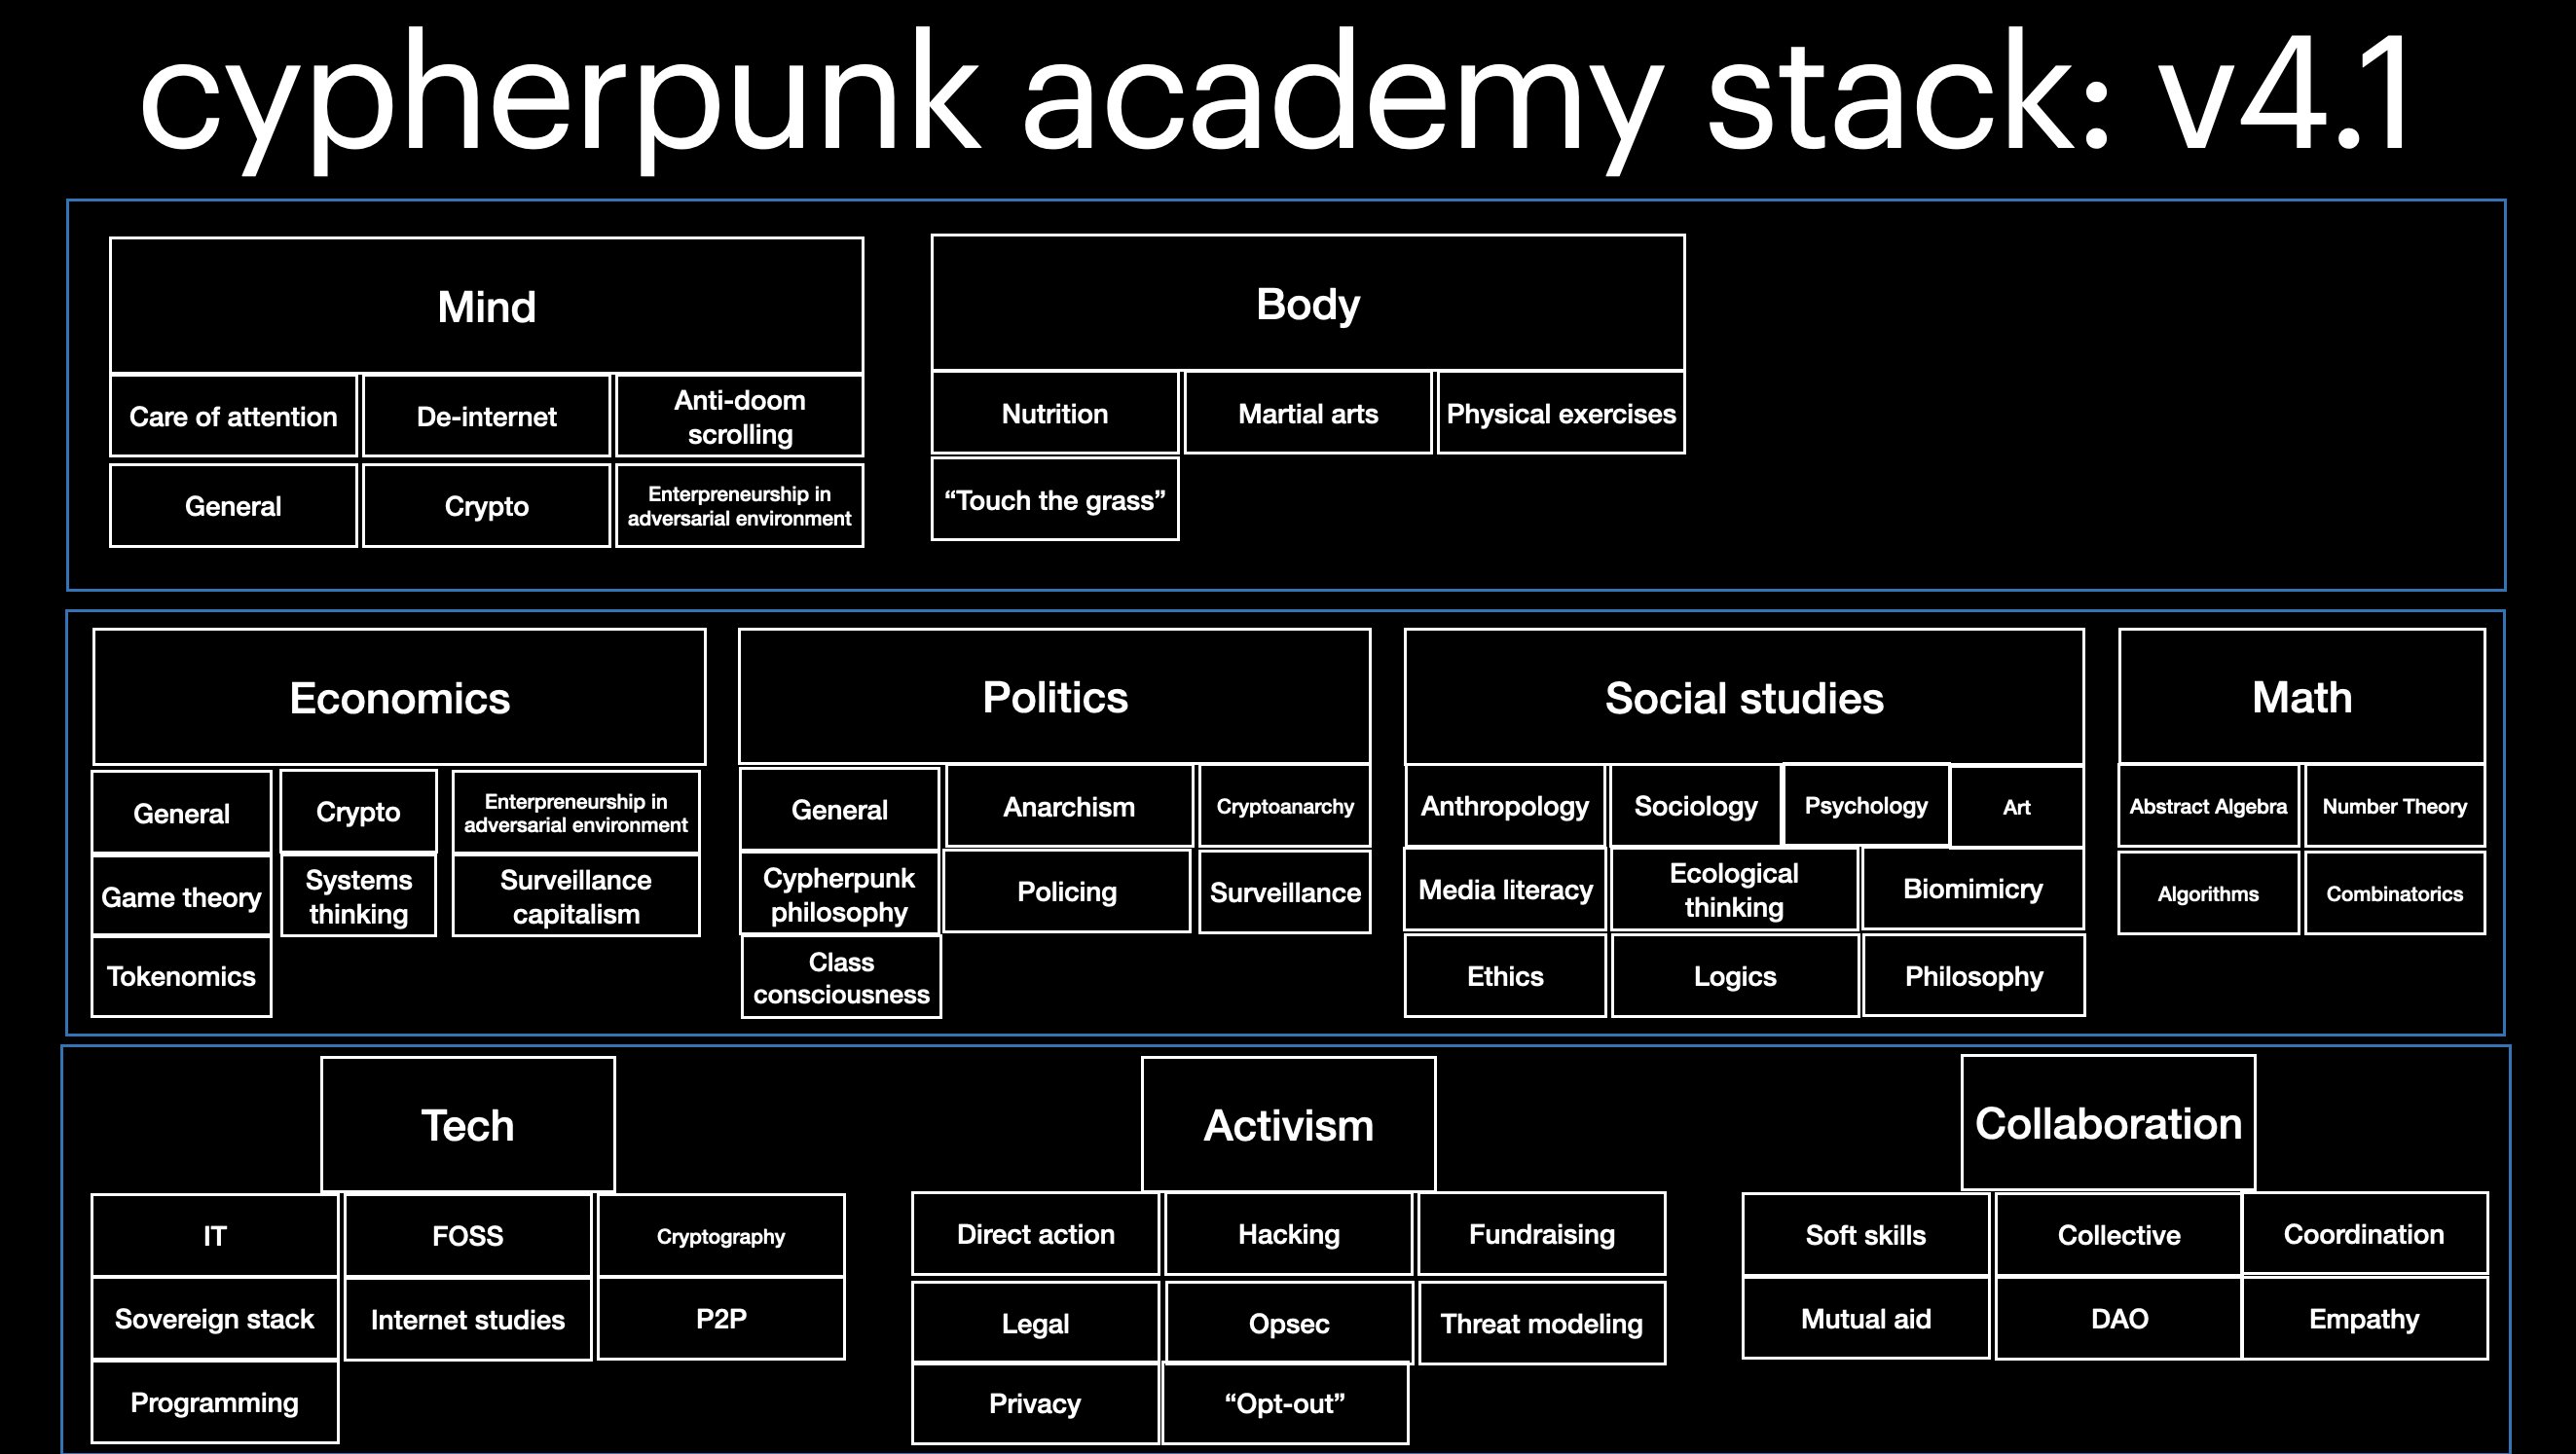 cypherpunk academy stack: v4.1
Mind
Care of attention
De-internet
Anti-doom
scrolling
General
Crypto
Enterpreneurship in
adversarial environment
Body
Nutrition
Martial arts
Physical exercises
“Touch the grass”
Economics
General
Crypto
Enterpreneurship in
adversarial environment
Game theory
Systems
thinking
Surveillance
capitalism
Tokenomics
Politics
General
Anarchism
Cryptoanarchy
Cypherpunk
philosophy
Policing
Surveillance
Class
consciousness
Social studies
Anthropology
Sociology
Psychology
Art
Media literacy
Ecological
thinking
Biomimicry
Ethics
Logics
Philosophy
Math
Abstract Algebra
Number Theory
Algorithms
Combinatorics
Tech
IT
FOSS
Cryptography
Sovereign stack
Internet studies
P2P
Programming
Activism
Direct action
Hacking
Fundraising
Legal
Opsec
Threat modeling
Privacy
“Opt-out”
Collaboration
Soft skills
Collective
Coordination
Mutual aid
DAO
Empathy